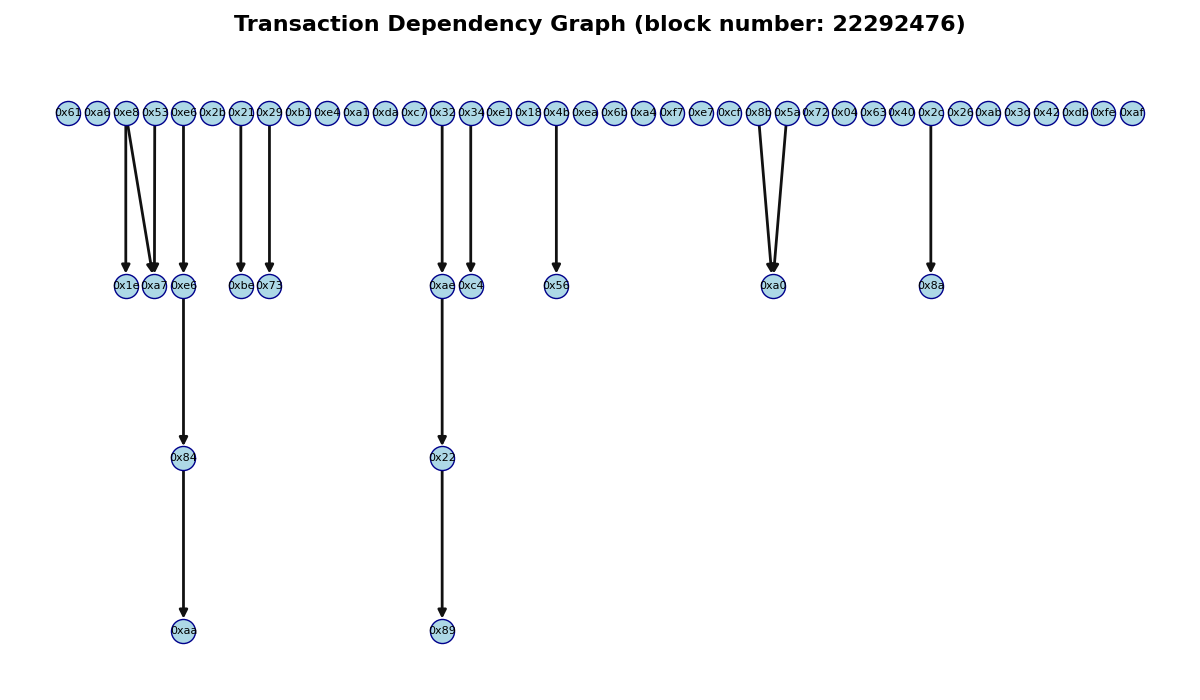 Transaction Dependency Graph (block number: 22292476)
0x61 0xa6 0xe8 0x53 0xe6 0x2b 0x21 0x29 0xb1 0xe4 0xa1 0xda 0xc7 0x32 0x34 0xe1 0x18 0x4b 0xea 0x6b 0xa4 0xf7 0xe7 0xcf 0x8b 0x5a 0x72 0x04 0x63 0x40 0x2c 0x26 0xab 0x3d 0x42 0xdb 0xfe 0xaf
0x1e 0xa7 0xe6 0xbe 0x73 0xae 0xc4 0x56 0xa0 0x8a
0x84 0x22
0xaa 0x89